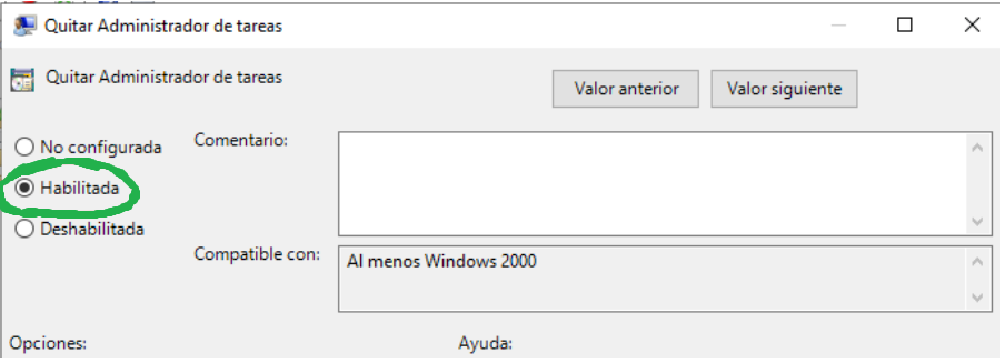 Quitar Administrador de tareas
Quitar Administrador de tareas
Valor anterior
Valor siguiente
No configurada
Habilitada
Deshabilitada
Comentario:
Compatible con:
Al menos Windows 2000
Opciones:
Ayuda: